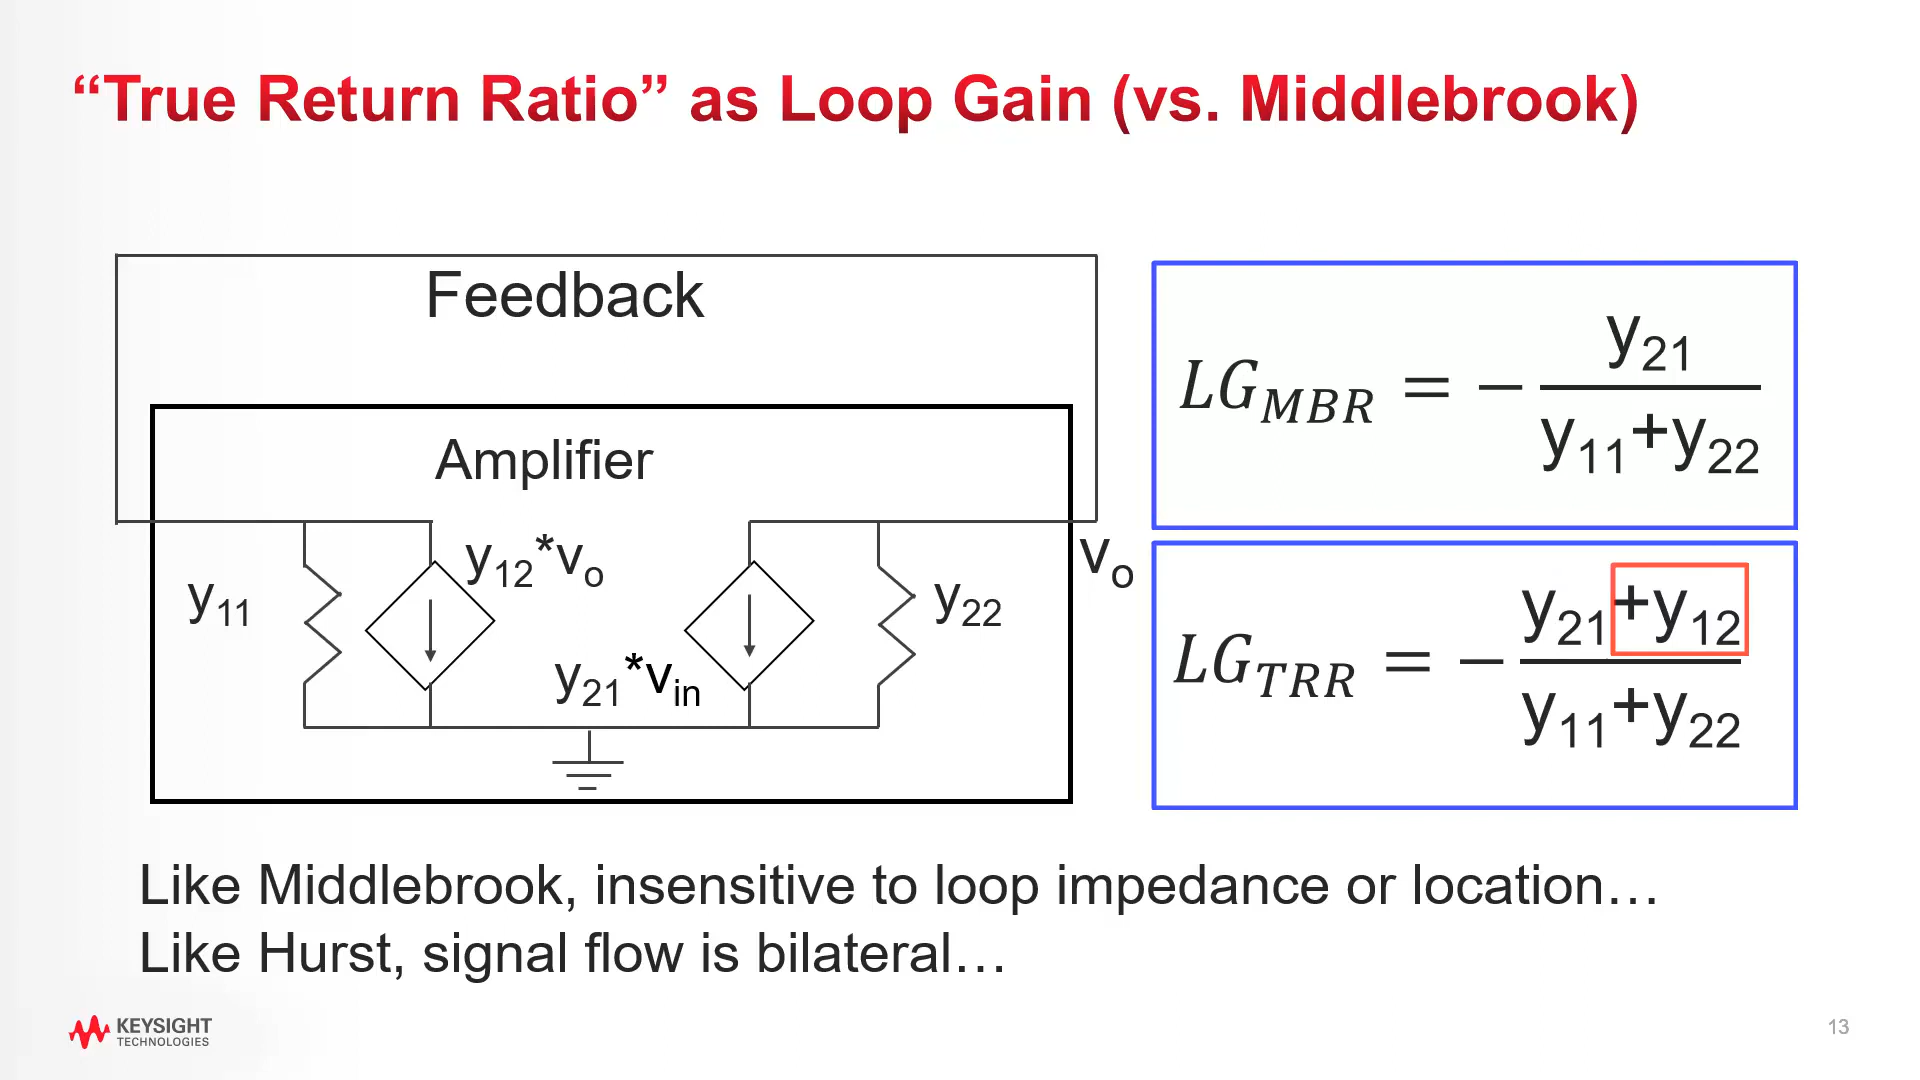 “True Return Ratio” as Loop Gain (vs. Middlebrook)
Feedback
Amplifier
y11
y12*vo
y21*vin
y22
vo
LG_MBR = − y21 / (y11+y22)
LG_TRR = − (y21+y12) / (y11+y22)
Like Middlebrook, insensitive to loop impedance or location…
Like Hurst, signal flow is bilateral…
KEYSIGHT
TECHNOLOGIES
13